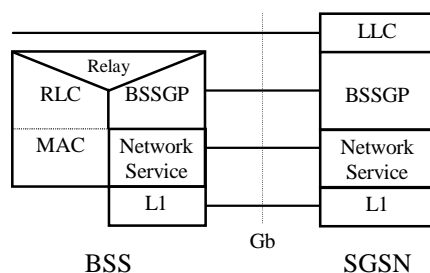 LLC
Relay
RLC
BSSGP
BSSGP
MAC
Network
Service
Network
Service
L1
L1
Gb
BSS
SGSN